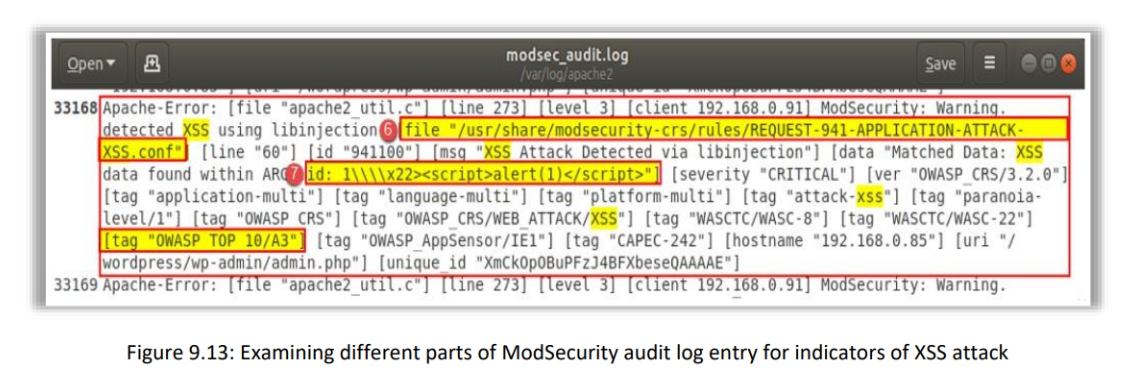 Open
modsec_audit.log
/var/log/apache2
Save
33168 Apache-Error: [file "apache2_util.c"] [line 273] [level 3] [client 192.168.0.91] ModSecurity: Warning.
detected XSS using libinjection 6 file "/usr/share/modsecurity-crs/rules/REQUEST-941-APPLICATION-ATTACK-
XSS.conf"] [line "60"] [id "941100"] [msg "XSS Attack Detected via libinjection"] [data "Matched Data: XSS
data found within ARG 7 id: 1\\\\x22><script>alert(1)</script>"] [severity "CRITICAL"] [ver "OWASP_CRS/3.2.0"]
[tag "application-multi"] [tag "language-multi"] [tag "platform-multi"] [tag "attack-xss"] [tag "paranoia-
level/1"] [tag "OWASP_CRS"] [tag "OWASP_CRS/WEB_ATTACK/XSS"] [tag "WASCTC/WASC-8"] [tag "WASCTC/WASC-22"]
[tag "OWASP_TOP_10/A3"] [tag "OWASP_AppSensor/IE1"] [tag "CAPEC-242"] [hostname "192.168.0.85"] [uri "/
wordpress/wp-admin/admin.php"] [unique_id "XmCkOpOBuPFzJ4BFXbeseQAAAAE"]
33169 Apache-Error: [file "apache2_util.c"] [line 273] [level 3] [client 192.168.0.91] ModSecurity: Warning.
Figure 9.13: Examining different parts of ModSecurity audit log entry for indicators of XSS attack